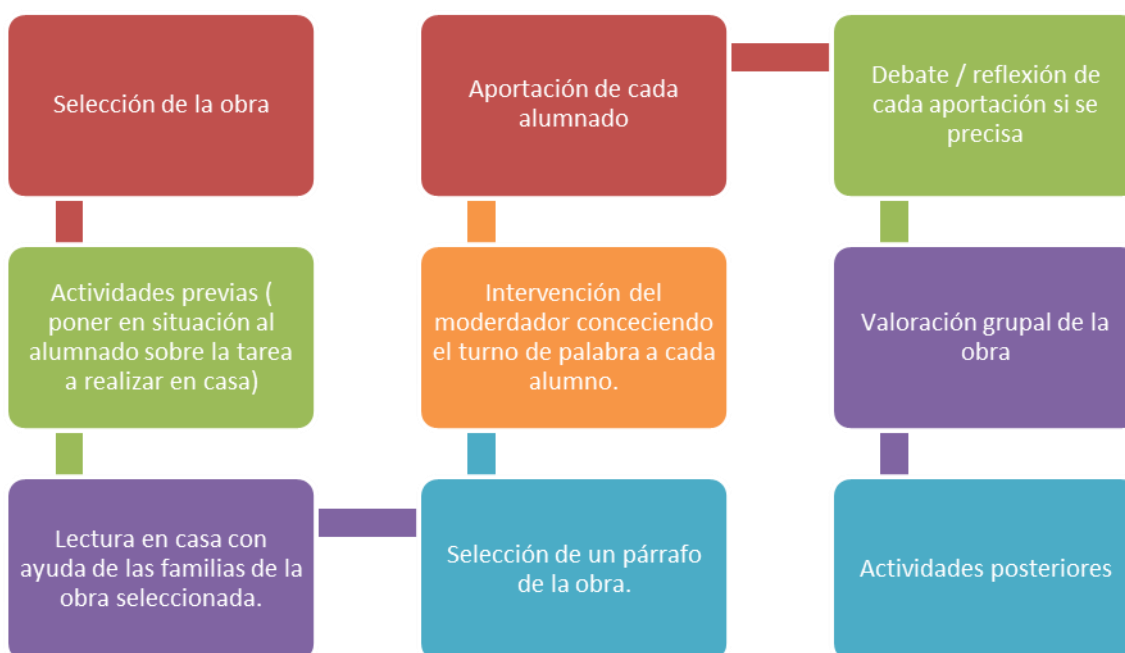 Selección de la obra
Actividades previas (
poner en situación al
alumnado sobre la tarea
a realizar en casa)
Lectura en casa con
ayuda de las familias de la
obra seleccionada.
Selección de un párrafo
de la obra.
Intervención del
moderdador conceciendo
el turno de palabra a cada
alumno.
Aportación de cada
alumnado
Debate / reflexión de
cada aportación si se
precisa
Valoración grupal de la
obra
Actividades posteriores